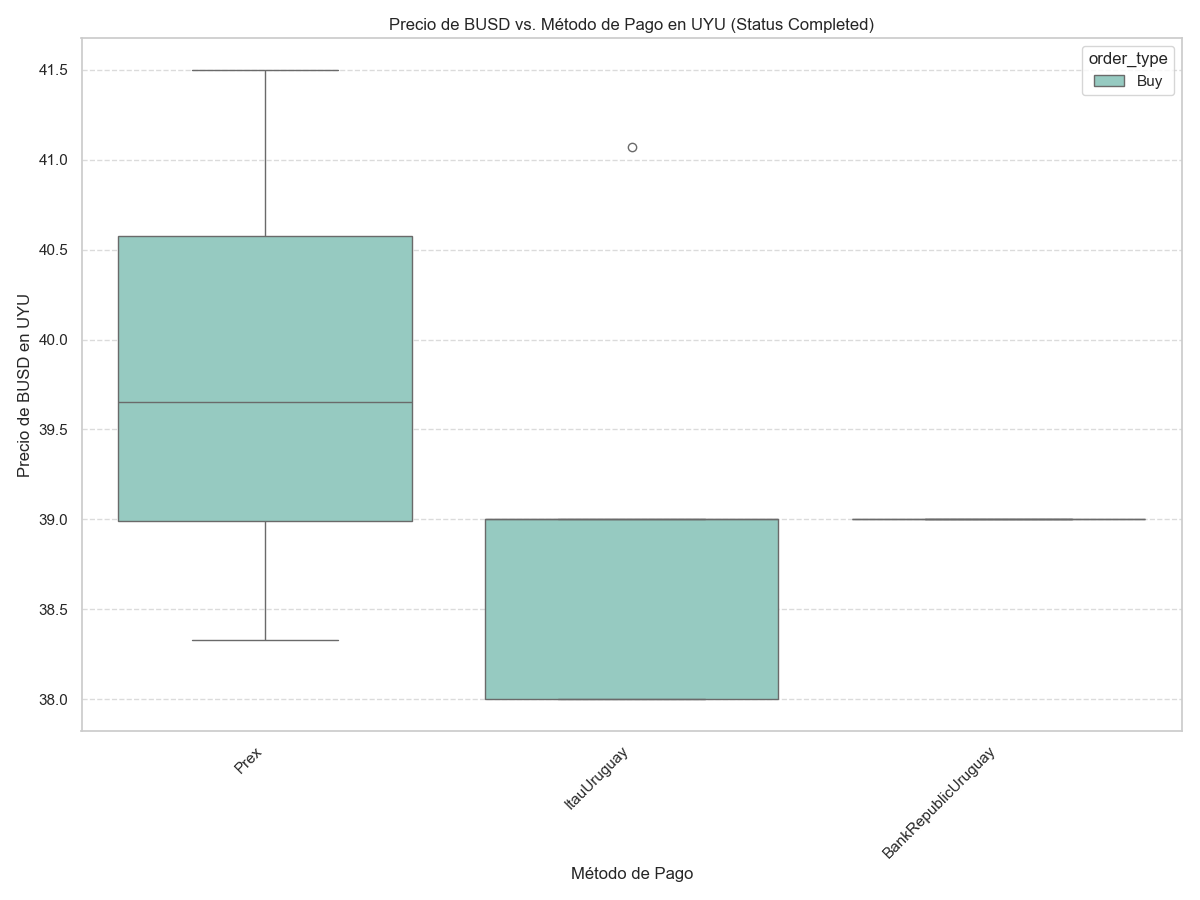 Precio de BUSD vs. Método de Pago en UYU (Status Completed)
order_type
Buy
Precio de BUSD en UYU
41.5
41.0
40.5
40.0
39.5
39.0
38.5
38.0
Prex
ItauUruguay
BankRepublicUruguay
Método de Pago